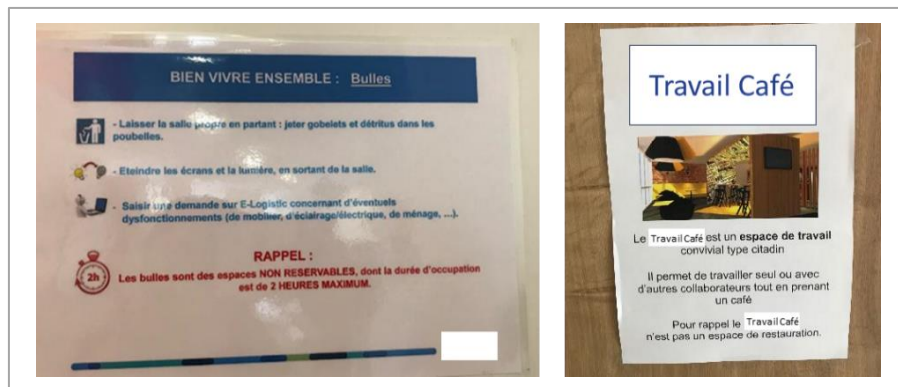 BIEN VIVRE ENSEMBLE : Bulles
- Laisser la salle propre en partant : jeter gobelets et détritus dans les
poubelles.
- Eteindre les écrans et la lumière, en sortant de la salle.
- Saisir une demande sur E-Logistic concernant d'éventuels
dysfonctionnements (de mobilier, d'éclairage/électrique, de ménage, ...).
RAPPEL :
2h
Les bulles sont des espaces NON RESERVABLES, dont la durée d'occupation
est de 2 HEURES MAXIMUM.
Travail Café
Le Travail Café est un espace de travail
convivial type citadin
Il permet de travailler seul ou avec
d'autres collaborateurs tout en prenant
un café
Pour rappel le Travail Café
n'est pas un espace de restauration.